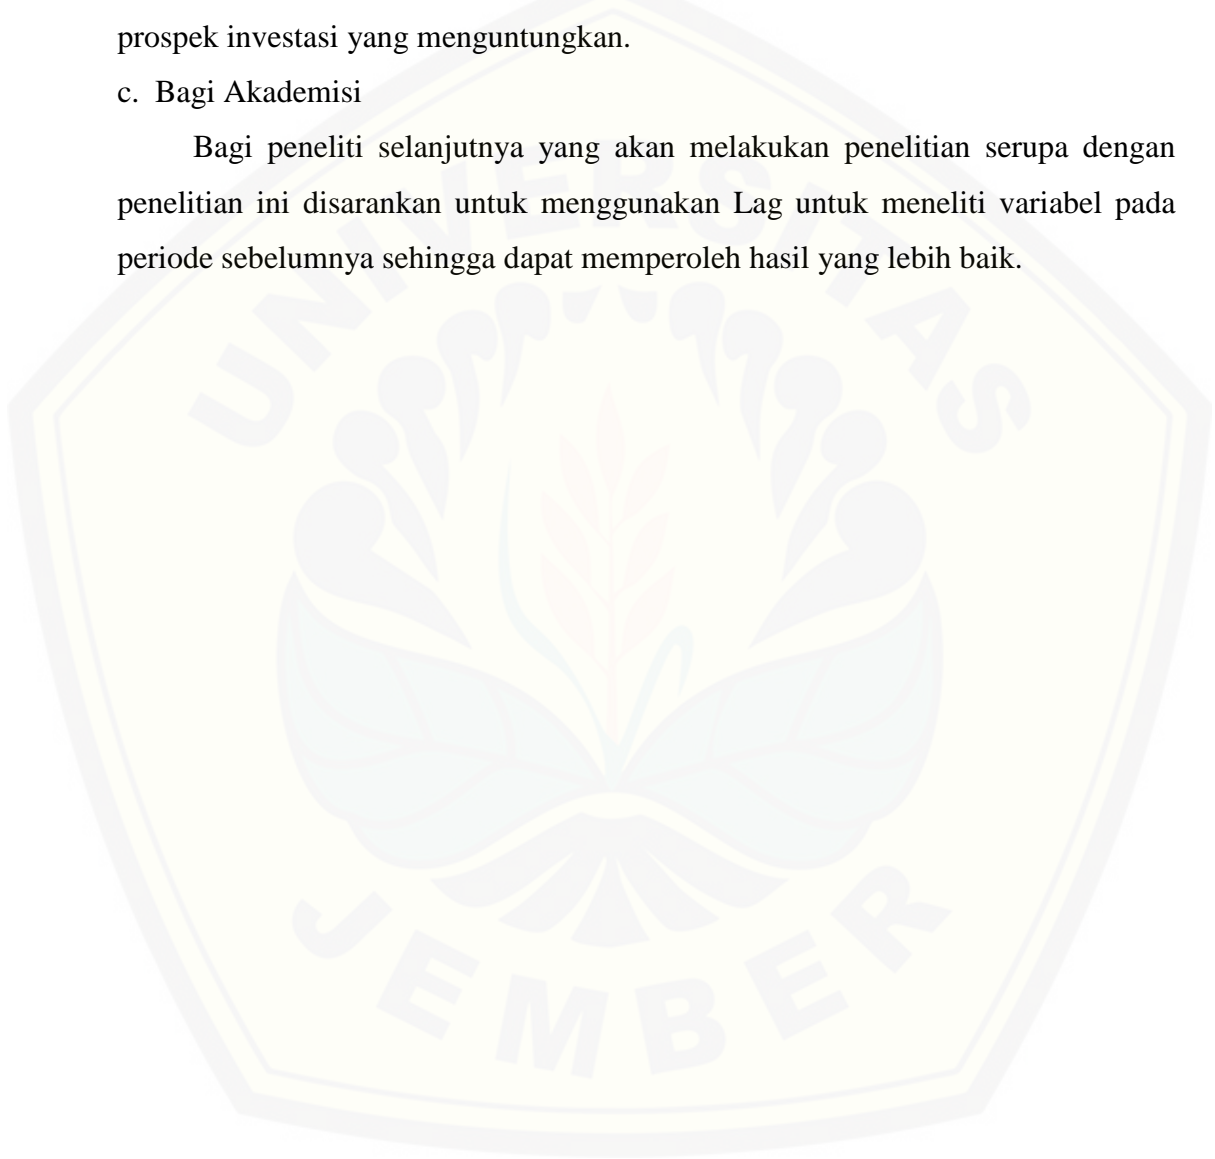 prospek investasi yang menguntungkan.
c. Bagi Akademisi
Bagi peneliti selanjutnya yang akan melakukan penelitian serupa dengan
penelitian ini disarankan untuk menggunakan Lag untuk meneliti variabel pada
periode sebelumnya sehingga dapat memperoleh hasil yang lebih baik.
UNIVERSITAS
JEMBER